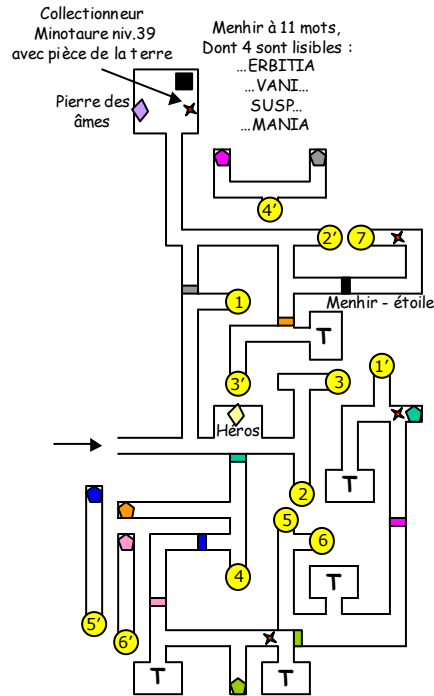 Collectionneur
Minotaure niv.39
avec pièce de la terre
Menhir à 11 mots,
Dont 4 sont lisibles :
...ERBITIA
...VANI...
SUSP...
...MANIA
Pierre des
âmes
4’
2’
7
1
Menhir - étoile
T
3’
3
1’
Héros
T
2
5
6
4
T
5’
6’
T
T